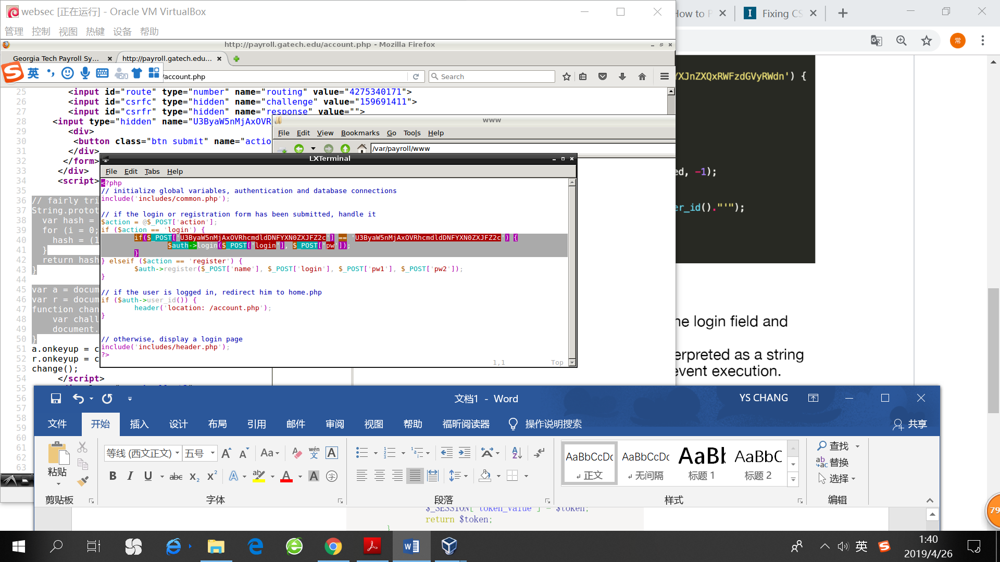 websec [正在运行] - Oracle VM VirtualBox
管理 控制 视图 热键 设备 帮助
http://payroll.gatech.edu/account.php - Mozilla Firefox
Georgia Tech Payroll Sy...
http://payroll.gatech.edu...
英
/account.php
Search
25 <input id="route" type="number" name="routing" value="4275340171">
26 <input id="csrfc" type="hidden" name="challenge" value="159691411">
27 <input id="csrfr" type="hidden" name="response" value="">
28 <input type="hidden" name="U3ByaW5nMjAxOVR
29 <div>
30 <button class="btn submit" name="actio
31 </div>
32 </form>
33 </div>
34 <script>
35
36 // fairly tri
37 String.protot
38 var hash =
39 for (i = 0;
40 hash = (1
41 }
42 return hash
43 }
44
45 var a = docum
46 var r = docum
47 function chan
48 var chall
49 document.
50 }
51 a.onkeyup = c
52 r.onkeyup = c
53 change();
54 </script>
55
56
57
58
59
60
61
62
63
www
File Edit View Bookmarks Go Tools Help
/var/payroll/www
LXTerminal
File Edit Tabs Help
<?php
// initialize global variables, authentication and database connections
include('includes/common.php');
// if the login or registration form has been submitted, handle it
$action = @$_POST['action'];
if ($action == 'login') {
if($_POST['U3ByaW5nMjAxOVRhcmdldDNFYXN0ZXJFZ2c'] == 'U3ByaW5nMjAxOVRhcmdldDNFYXN0ZXJFZ2c') {
$auth->login($_POST['login'], $_POST['pw']);
}
} elseif ($action == 'register') {
$auth->register($_POST['name'], $_POST['login'], $_POST['pw1'], $_POST['pw2']);
}
// if the user is logged in, redirect him to home.php
if ($auth->user_id()) {
header('location: /account.php');
}
// otherwise, display a login page
include('includes/header.php');
?>
1,1 Top
How to P
Fixing CS
常
YXJnZXQxRWFzdGVyRWdn') {
ed, -1);
er_id()."'");
he login field and
erpreted as a string
event execution.
文档1 - Word
YS CHANG
文件 开始 插入 设计 布局 引用 邮件 审阅 视图 帮助 福昕阅读器 操作说明搜索 共享
粘贴
剪贴板
等线 (西文正文) 五号
字体
段落
AaBbCcDc AaBbCcDc AaBb AaBbC
正文 无间隔 标题 1 标题 2
样式
查找
替换
选择
编辑
$_SESSION['token_value'] = $token;
return $token;
}
79
英
1:40
2019/4/26